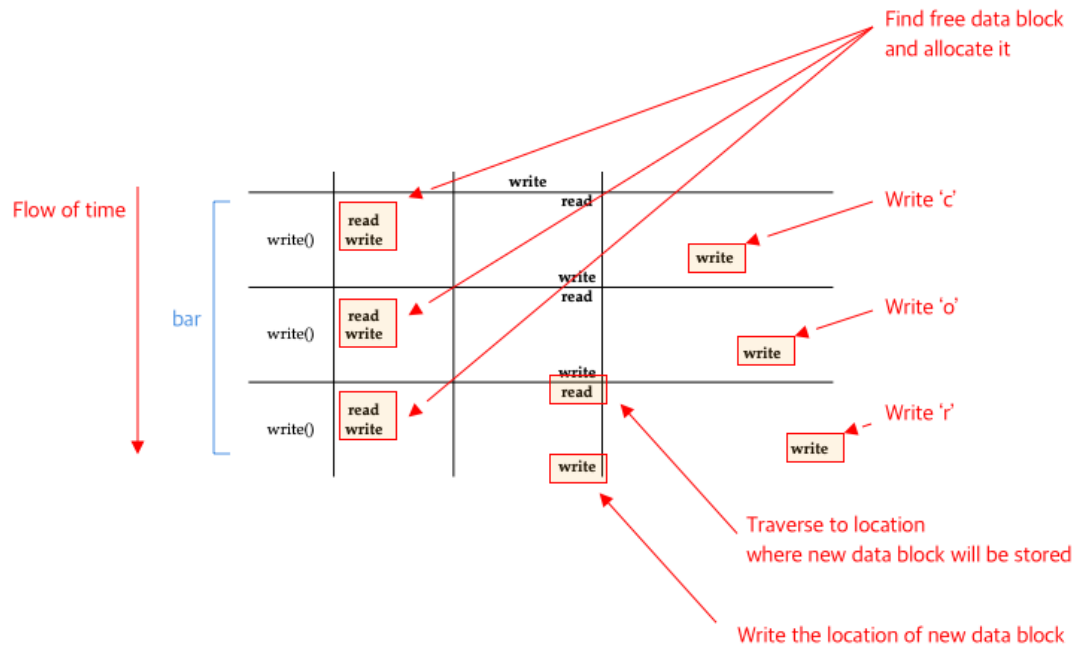 Find free data block
and allocate it
write
Flow of time
read
Write ‘c’
read
write()
write
write
write
bar
read
Write ‘o’
read
write()
write
write
write
read
read
Write ‘r’
write()
write
write
write
Traverse to location
where new data block will be stored
Write the location of new data block